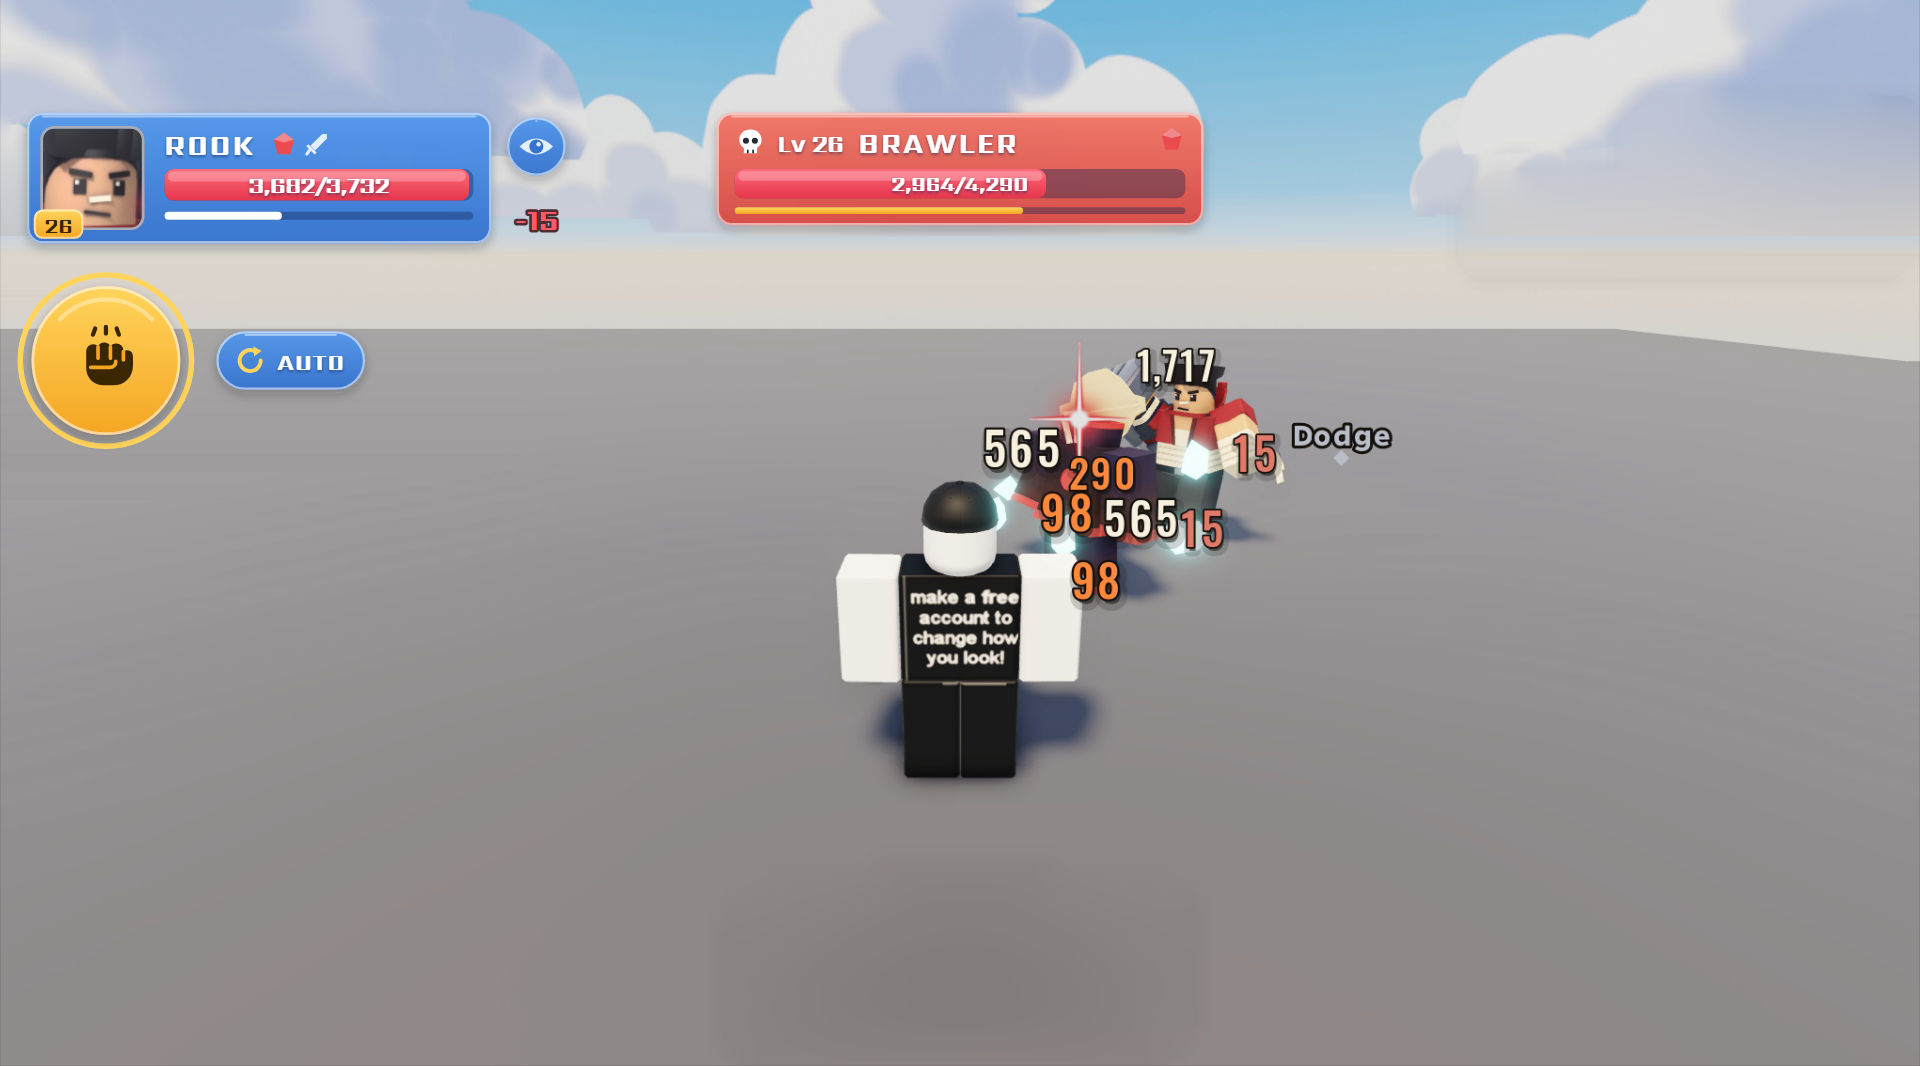 ROOK
3,682/3,732
26
-15
Lv 26 BRAWLER
2,964/4,290
AUTO
1,717
565
290
15
Dodge
98
565
15
98
make a free
account to
change how
you look!